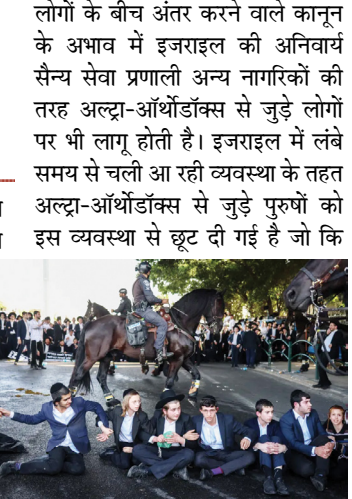 लोगों के बीच अंतर करने वाले कानून
के अभाव में इजराइल की अनिवार्य
सैन्य सेवा प्रणाली अन्य नागरिकों की
तरह अल्ट्रा-ऑर्थोडॉक्स से जुड़े लोगों
पर भी लागू होती है। इजराइल में लंबे
समय से चली आ रही व्यवस्था के तहत
अल्ट्रा-ऑर्थोडॉक्स से जुड़े पुरुषों को
इस व्यवस्था से छूट दी गई है जो कि